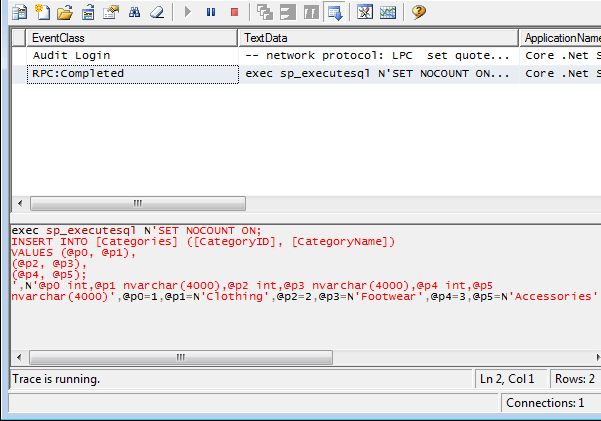 EventClass TextData ApplicationName
Audit Login -- network protocol: LPC  set quote... Core .Net S
RPC:Completed exec sp_executesql N'SET NOCOUNT ON... Core .Net S
exec sp_executesql N'SET NOCOUNT ON;
INSERT INTO [Categories] ([CategoryID], [CategoryName])
VALUES (@p0, @p1),
(@p2, @p3),
(@p4, @p5);
',N'@p0 int,@p1 nvarchar(4000),@p2 int,@p3 nvarchar(4000),@p4 int,@p5
nvarchar(4000)',@p0=1,@p1=N'Clothing',@p2=2,@p3=N'Footwear',@p4=3,@p5=N'Accessories'
Trace is running. Ln 2, Col 1 Rows: 2
Connections: 1